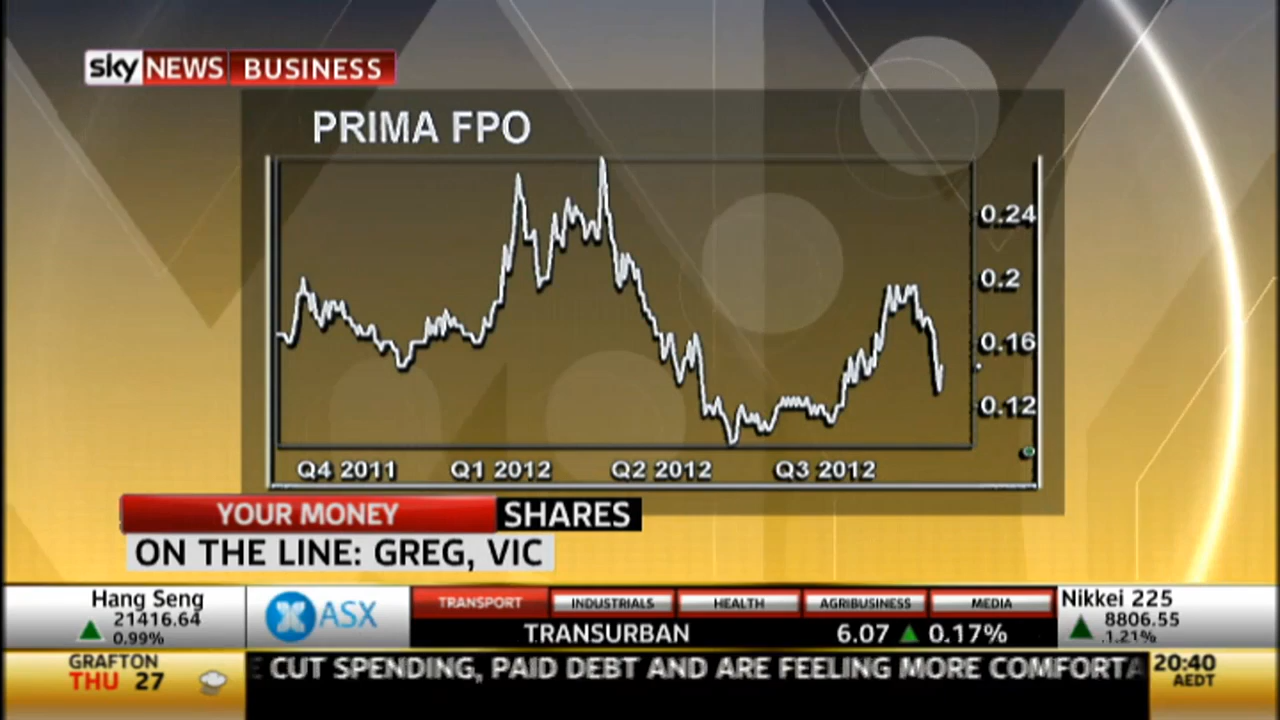 sky NEWS BUSINESS
PRIMA FPO
0.24
0.2
0.16
0.12
Q4 2011 Q1 2012 Q2 2012 Q3 2012
YOUR MONEY SHARES
ON THE LINE: GREG, VIC
Hang Seng
21416.64
0.99%
ASX
TRANSPORT INDUSTRIALS HEALTH AGRIBUSINESS MEDIA
TRANSURBAN 6.07 0.17%
Nikkei 225
8806.55
1.21%
GRAFTON
THU 27
CUT SPENDING, PAID DEBT AND ARE FEELING MORE COMFORTA
20:40
AEDT